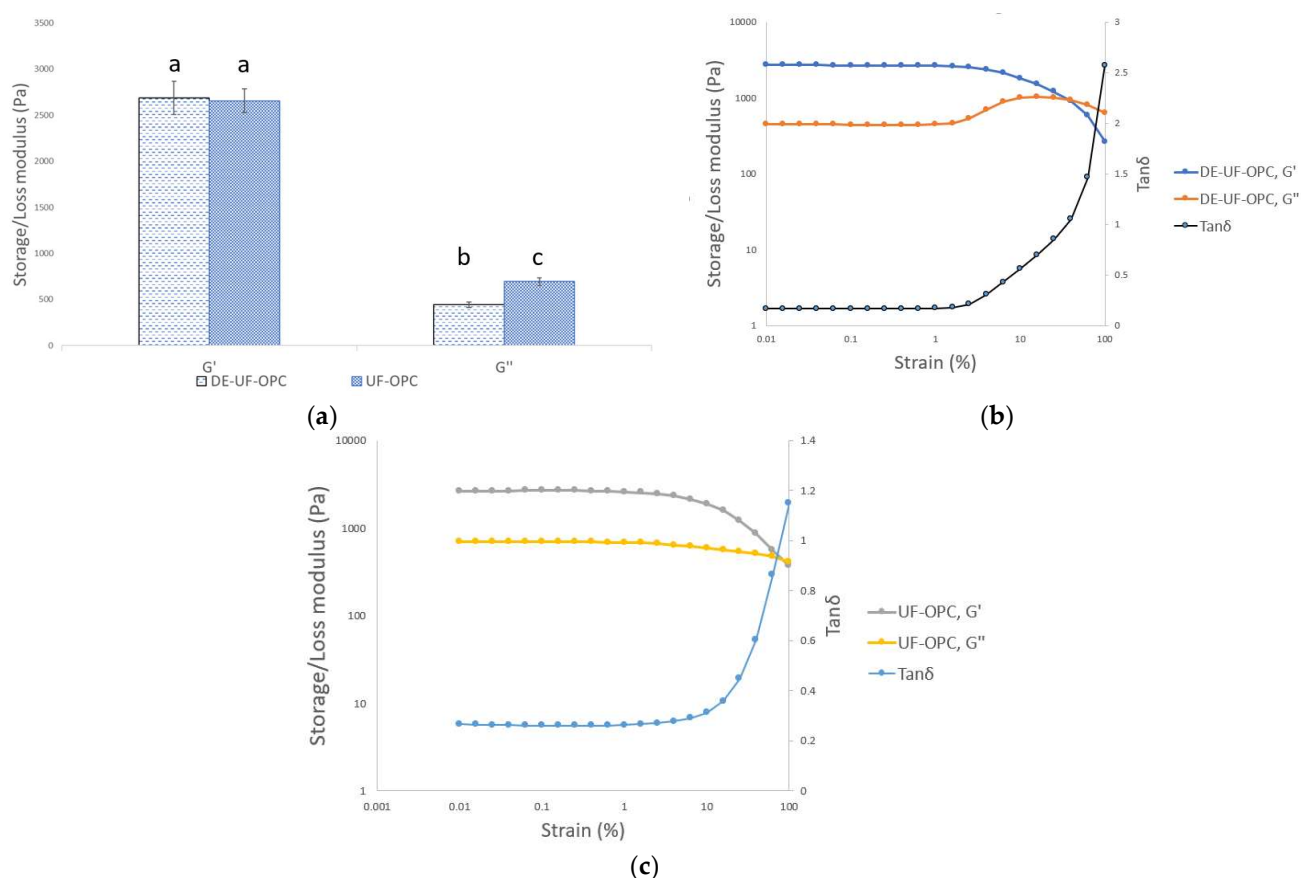 Storage/Loss modulus (Pa)
3500
3000
2500
2000
1500
1000
500
0
a
a
b
c
G'
G''
DE-UF-OPC
UF-OPC
(a)
Storage/Loss modulus (Pa)
10000
1000
100
10
1
3
2.5
2
1.5
1
0.5
0
Tanδ
0.01
0.1
1
10
100
Strain (%)
DE-UF-OPC, G'
DE-UF-OPC, G''
Tanδ
(b)
Storage/Loss modulus (Pa)
10000
1000
100
10
1
1.4
1.2
1
0.8
0.6
0.4
0.2
0
Tanδ
0.001
0.01
0.1
1
10
100
Strain (%)
UF-OPC, G'
UF-OPC, G''
Tanδ
(c)